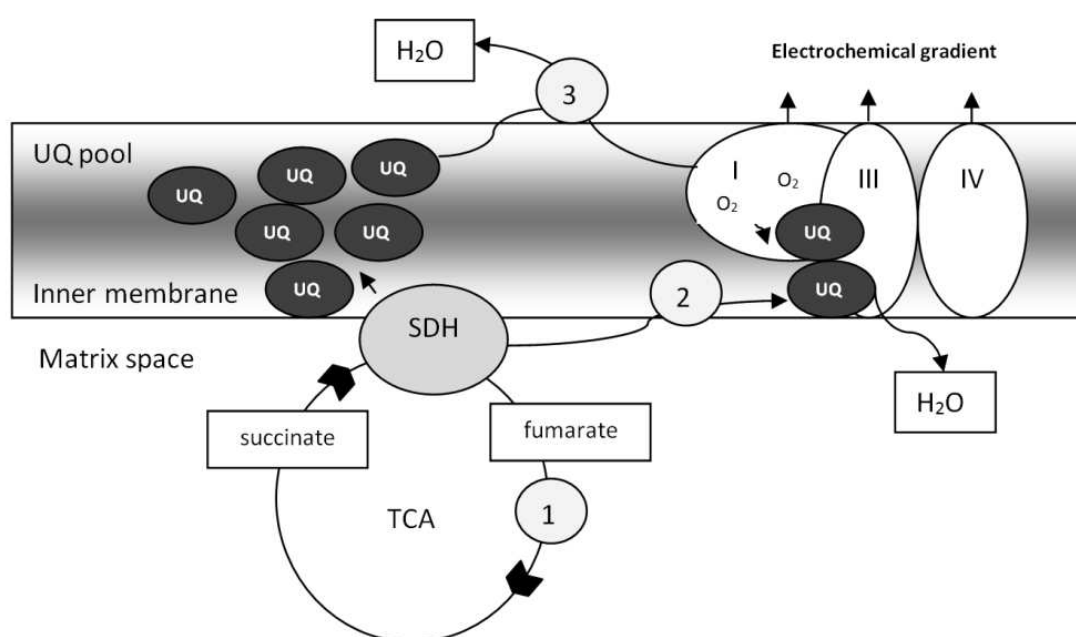 H₂O
3
Electrochemical gradient
UQ pool
UQ
UQ
UQ
UQ
UQ
UQ
I
O₂
O₂
III
IV
UQ
UQ
Inner membrane
2
SDH
Matrix space
H₂O
succinate
fumarate
TCA
1